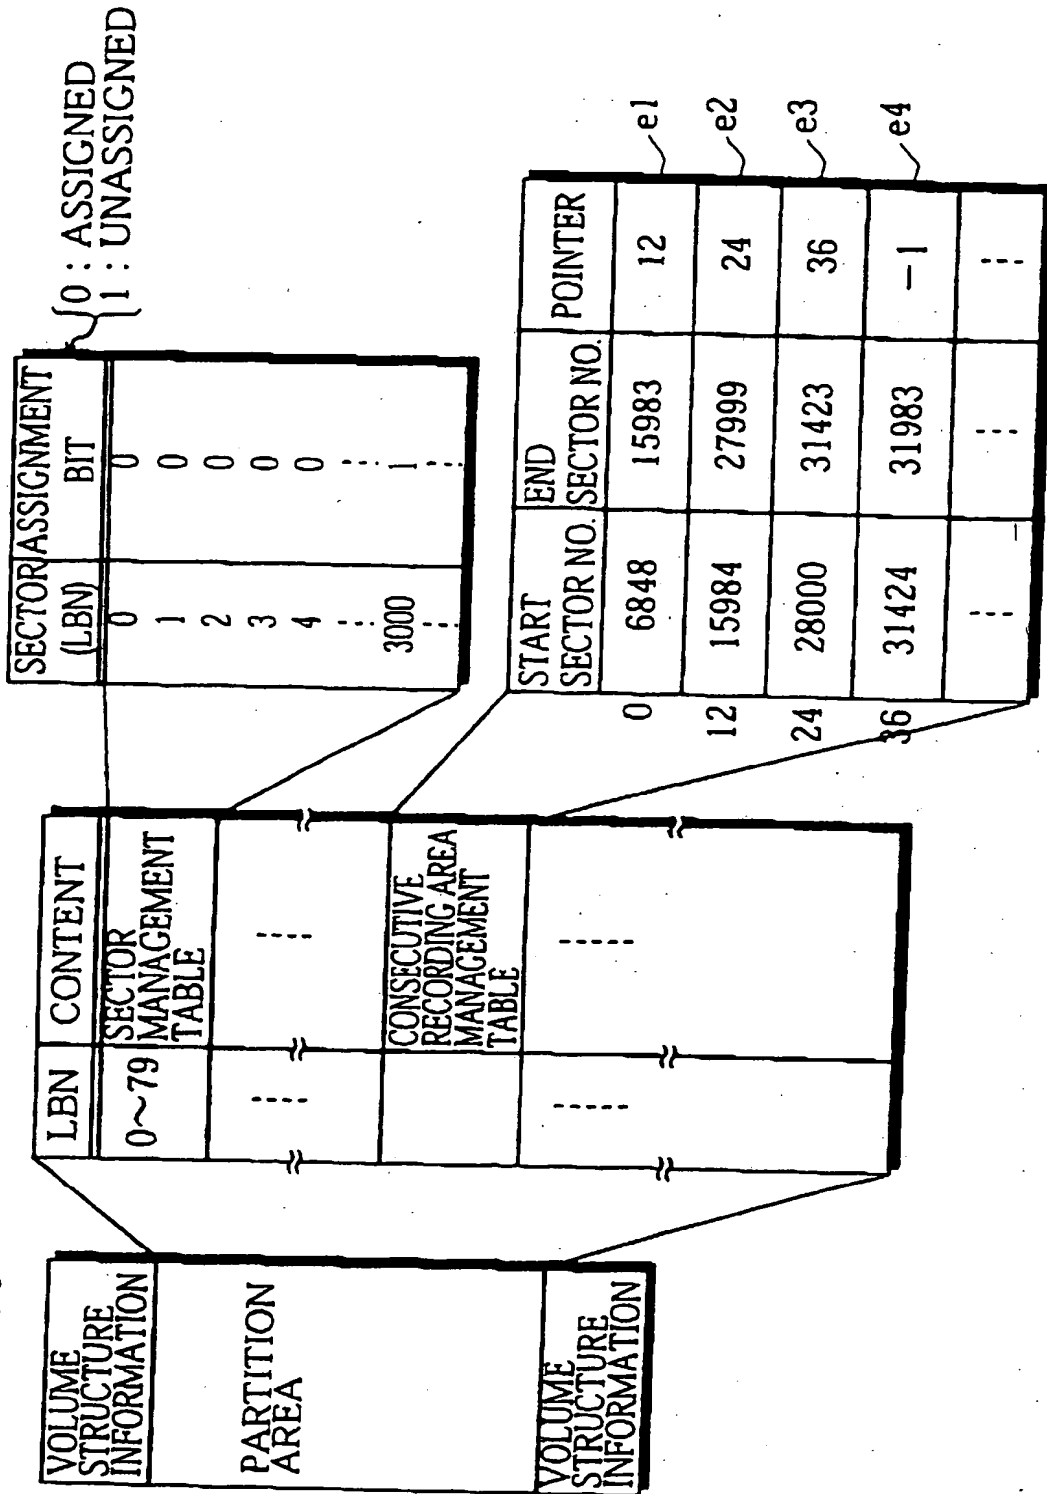 VOLUME
STRUCTURE
INFORMATION
PARTITION
AREA
VOLUME
STRUCTURE
INFORMATION
LBN CONTENT
0~79 SECTOR
MANAGEMENT
TABLE
----- -----
CONSECUTIVE
RECORDING AREA
MANAGEMENT
TABLE
------ ------
SECTOR ASSIGNMENT
(LBN) BIT
0 0
1 0
2 0
3 0
4 0
--- ---
3000 1
--- ---
0 : ASSIGNED
1 : UNASSIGNED
START END POINTER
SECTOR NO. SECTOR NO.
0 6848 15983 12 e1
12 15984 27999 24 e2
24 28000 31423 36 e3
36 31424 31983 −1 e4
---- ---- ----